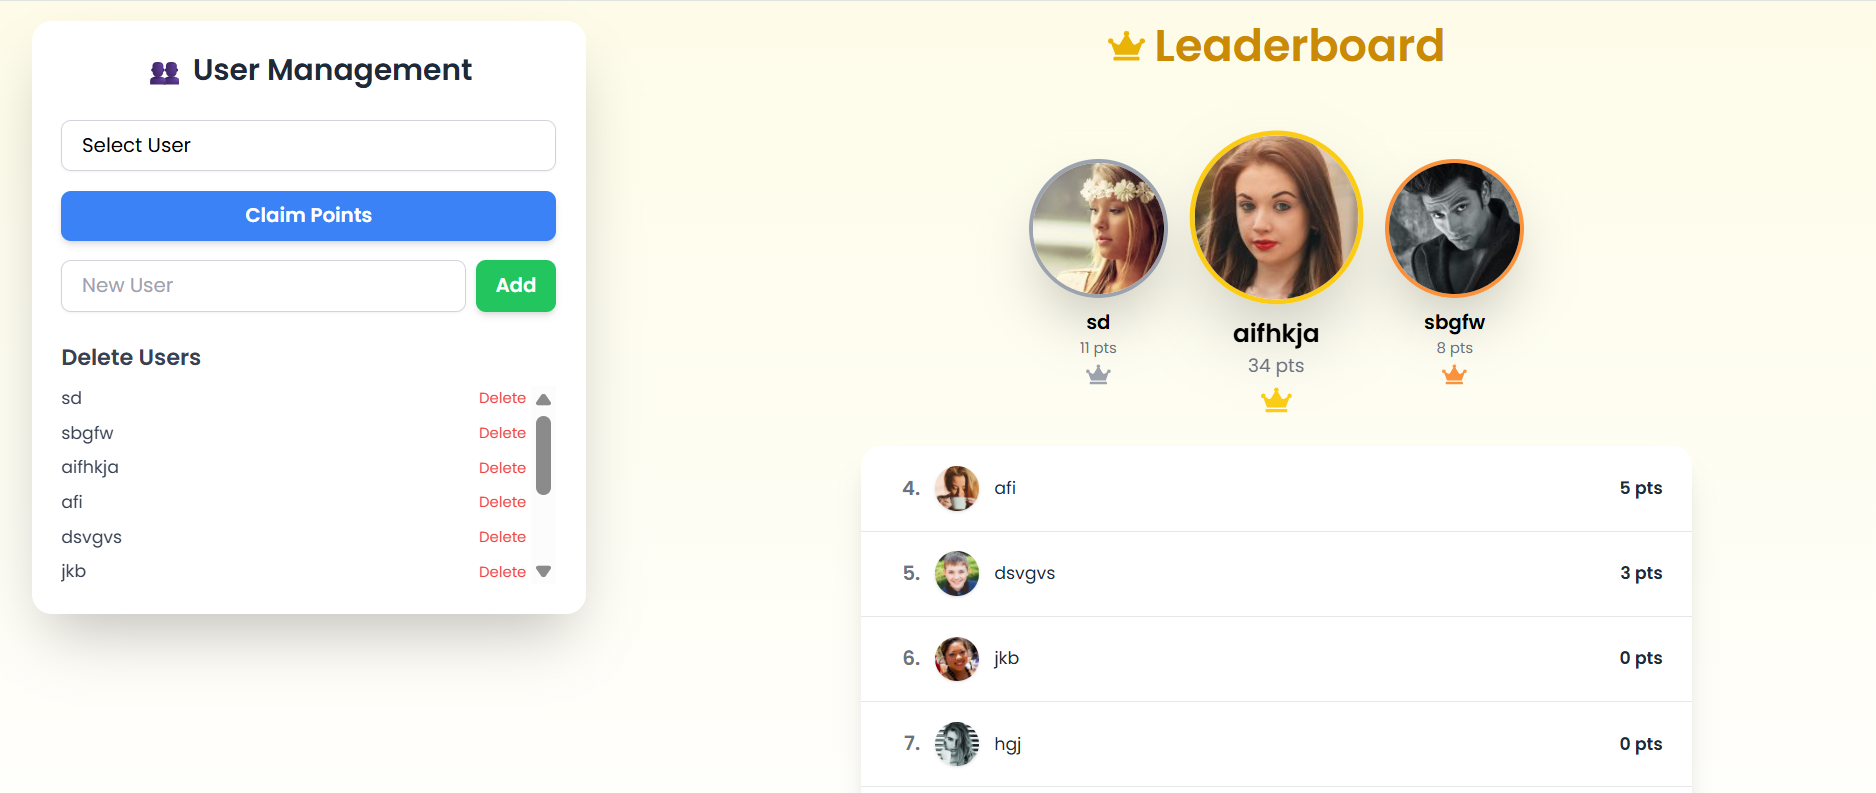 User Management
Select User
Claim Points
New User
Add
Delete Users
sd Delete
sbgfw Delete
aifhkja Delete
afi Delete
dsvgvs Delete
jkb Delete
Leaderboard
sd
11 pts
aifhkja
34 pts
sbgfw
8 pts
4. afi 5 pts
5. dsvgvs 3 pts
6. jkb 0 pts
7. hgj 0 pts